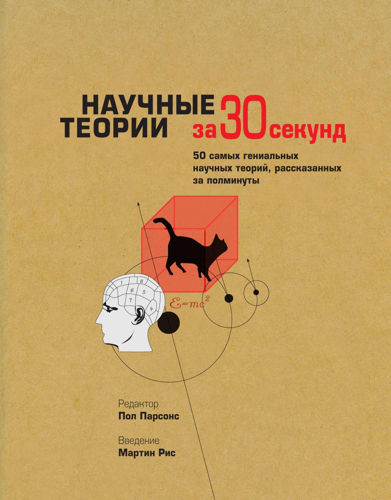 НАУЧНЫЕ
ТЕОРИИ за 30 секунд
50 самых гениальных
научных теорий, рассказанных
за полминуты
E=mc²
Редактор
Пол Парсонс
Введение
Мартин Рис